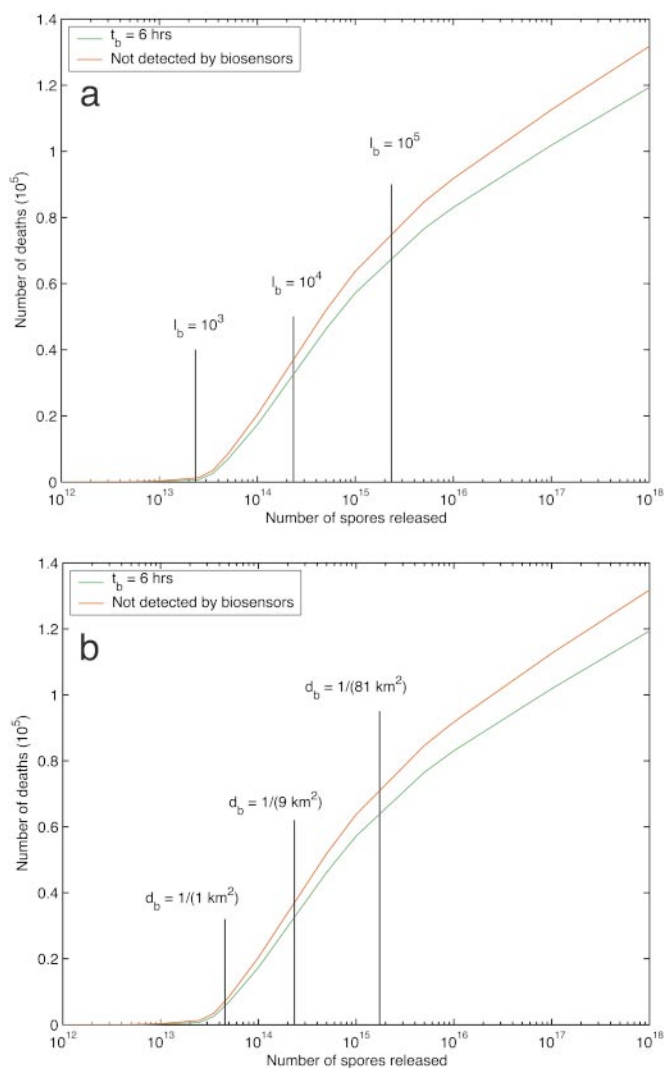 t_b = 6 hrs
Not detected by biosensors
a
l_b = 10^5
l_b = 10^4
l_b = 10^3
1.4
1.2
1
0.8
0.6
0.4
0.2
0
Number of deaths (10^5)
10^12 10^13 10^14 10^15 10^16 10^17 10^18
Number of spores released
t_b = 6 hrs
Not detected by biosensors
b
d_b = 1/(81 km^2)
d_b = 1/(9 km^2)
d_b = 1/(1 km^2)
1.4
1.2
1
0.8
0.6
0.4
0.2
0
Number of deaths (10^5)
10^12 10^13 10^14 10^15 10^16 10^17 10^18
Number of spores released